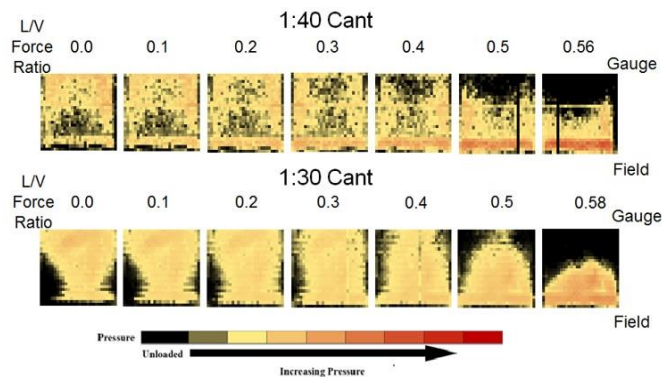 1:40 Cant
L/V
Force
Ratio
0.0 0.1 0.2 0.3 0.4 0.5 0.56
Gauge
Field
1:30 Cant
L/V
Force
Ratio
0.0 0.1 0.2 0.3 0.4 0.5 0.58
Gauge
Field
Pressure
Unloaded
Increasing Pressure